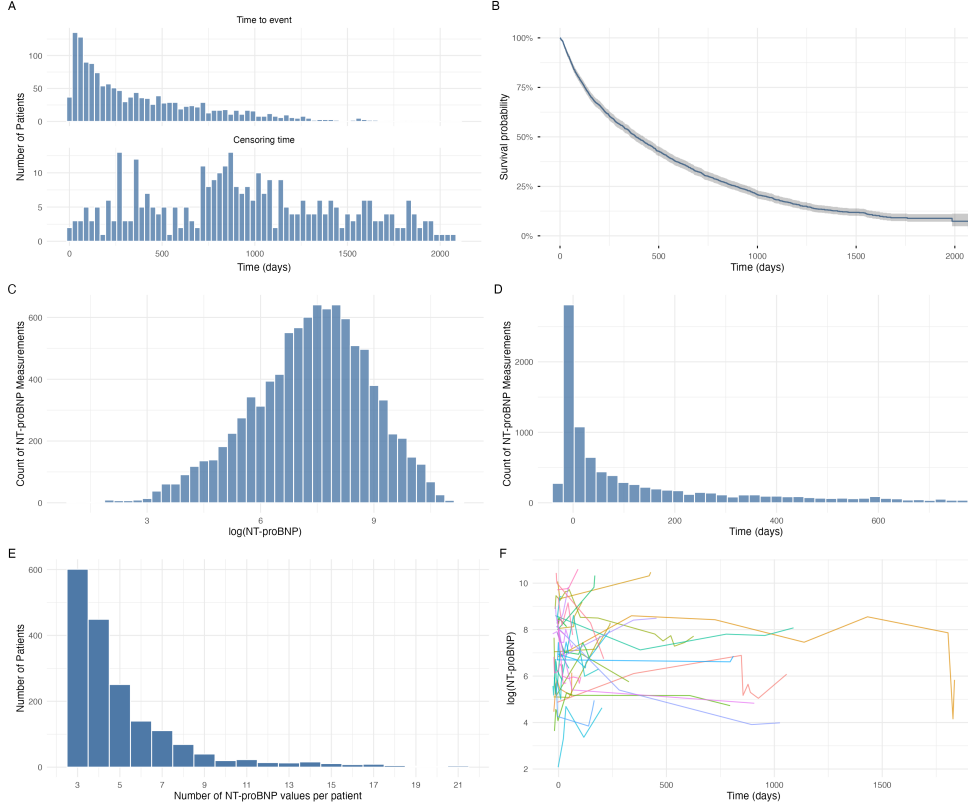 A
Time to event
100
50
0
Number of Patients
Censoring time
10
5
0
0 500 1000 1500 2000
Time (days)
B
100%
75%
50%
25%
0%
Survival probability
0 500 1000 1500 2000
Time (days)
C
600
400
200
0
Count of NT-proBNP Measurements
3 6 9
log(NT-proBNP)
D
2000
1000
0
Count of NT-proBNP Measurements
0 200 400 600
Time (days)
E
600
400
200
0
Number of Patients
3 5 7 9 11 13 15 17 19 21
Number of NT-proBNP values per patient
F
10
8
6
4
2
log(NT-proBNP)
0 500 1000 1500
Time (days)